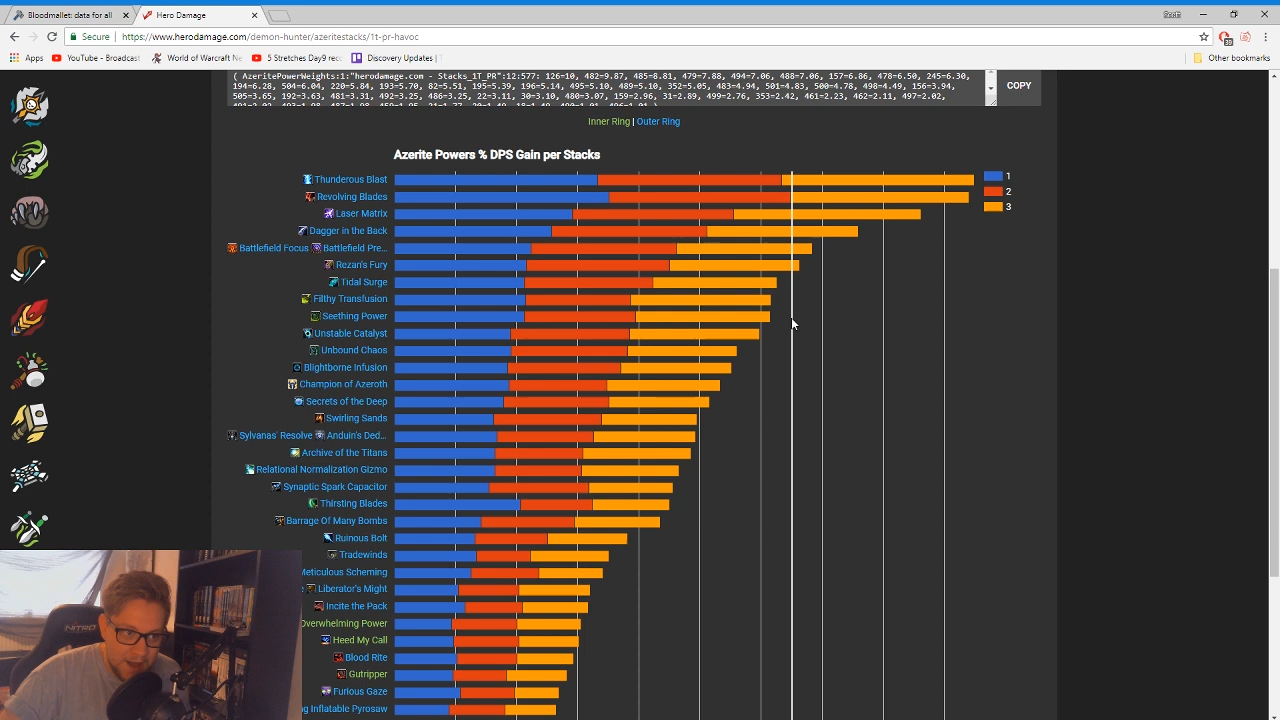 Bloodmallet: data for all
Hero Damage
Secure
https://www.herodamage.com/demon-hunter/azeritestacks/1t-pr-havoc
Apps
YouTube - Broadcast
World of Warcraft Ne
5 Stretches Day9 rec
Discovery Updates |
Other bookmarks
( AzeritePowerWeights:1:"herodamage.com - Stacks_1T_PR":12:577: 126=10, 482=9.87, 485=8.81, 479=7.88, 494=7.06, 488=7.06, 157=6.86, 478=6.50, 245=6.30,
194=6.28, 504=6.04, 220=5.84, 193=5.70, 82=5.51, 195=5.39, 196=5.14, 495=5.10, 489=5.10, 352=5.05, 483=4.94, 501=4.83, 500=4.78, 498=4.49, 156=3.94,
505=3.65, 192=3.63, 481=3.31, 492=3.25, 486=3.25, 22=3.11, 30=3.10, 480=3.07, 159=2.96, 31=2.89, 499=2.76, 353=2.42, 461=2.23, 462=2.11, 497=2.02,
COPY
Inner Ring | Outer Ring
Azerite Powers % DPS Gain per Stacks
Thunderous Blast
Revolving Blades
Laser Matrix
Dagger in the Back
Battlefield Focus Battlefield Pre...
Rezan's Fury
Tidal Surge
Filthy Transfusion
Seething Power
Unstable Catalyst
Unbound Chaos
Blightborne Infusion
Champion of Azeroth
Secrets of the Deep
Swirling Sands
Sylvanas' Resolve Anduin's Ded...
Archive of the Titans
Relational Normalization Gizmo
Synaptic Spark Capacitor
Thirsting Blades
Barrage Of Many Bombs
Ruinous Bolt
Tradewinds
Meticulous Scheming
Liberator's Might
Incite the Pack
Overwhelming Power
Heed My Call
Blood Rite
Gutripper
Furious Gaze
g Inflatable Pyrosaw
1
2
3
NITRO